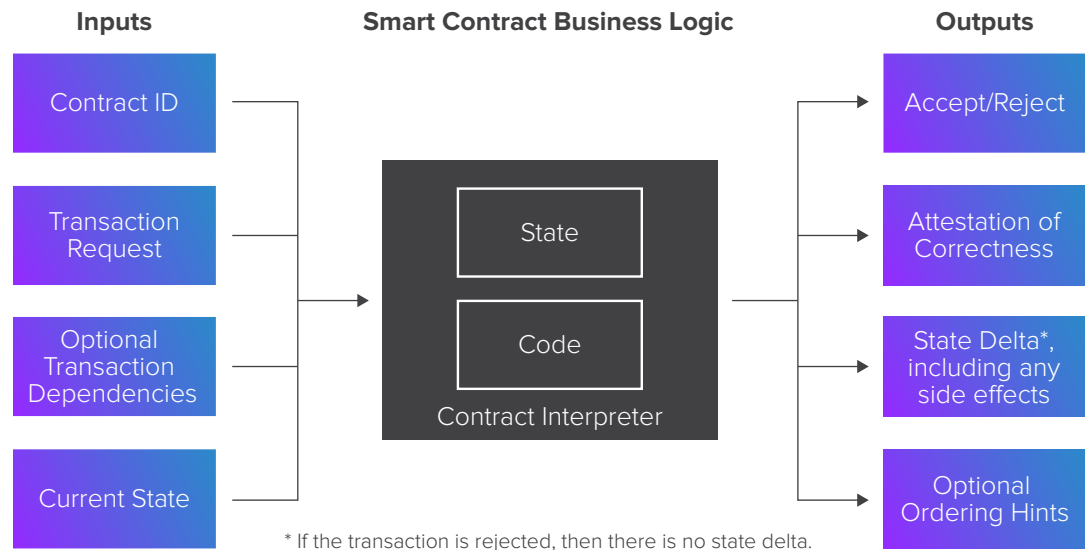 Inputs
Smart Contract Business Logic
Outputs
Contract ID
Transaction
Request
Optional
Transaction
Dependencies
Current State
State
Code
Contract Interpreter
Accept/Reject
Attestation of
Correctness
State Delta*,
including any
side effects
Optional
Ordering Hints
* If the transaction is rejected, then there is no state delta.